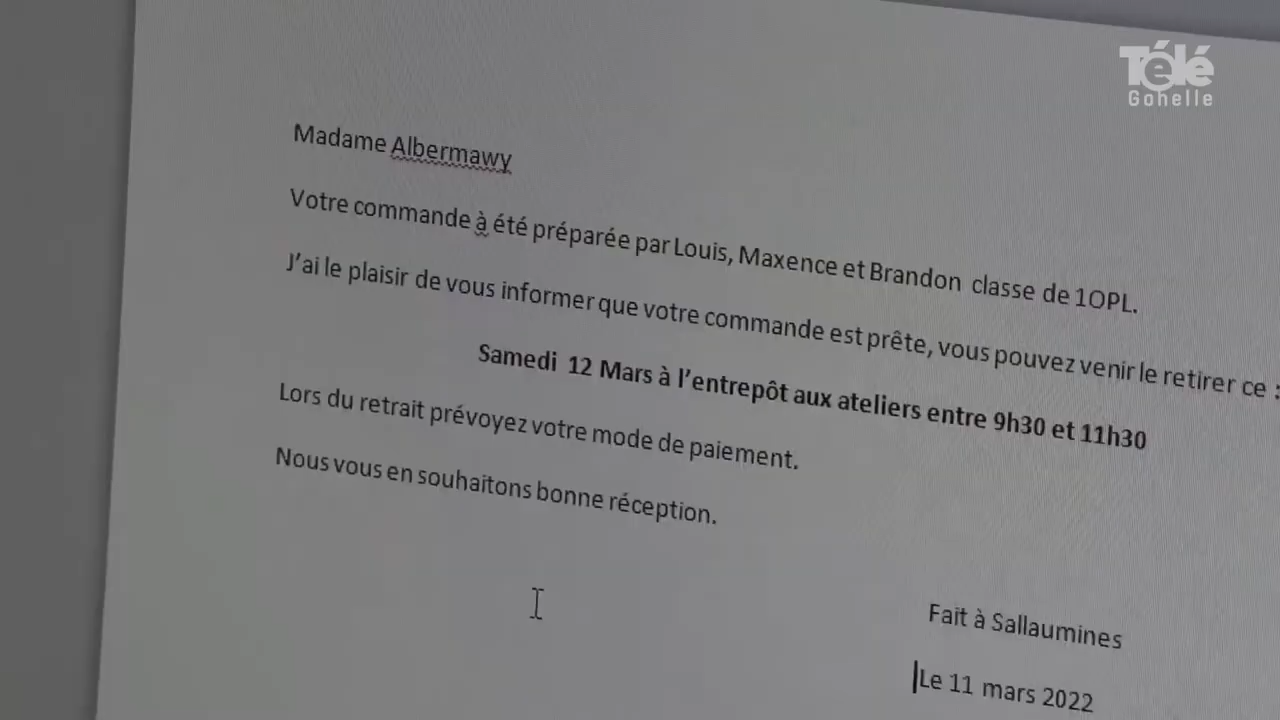 Télé
Gohelle
Madame Albermawy
Votre commande à été préparée par Louis, Maxence et Brandon classe de 1OPL.
J'ai le plaisir de vous informer que votre commande est prête, vous pouvez venir le retirer ce :
Samedi 12 Mars à l'entrepôt aux ateliers entre 9h30 et 11h30
Lors du retrait prévoyez votre mode de paiement.
Nous vous en souhaitons bonne réception.
Fait à Sallaumines
Le 11 mars 2022